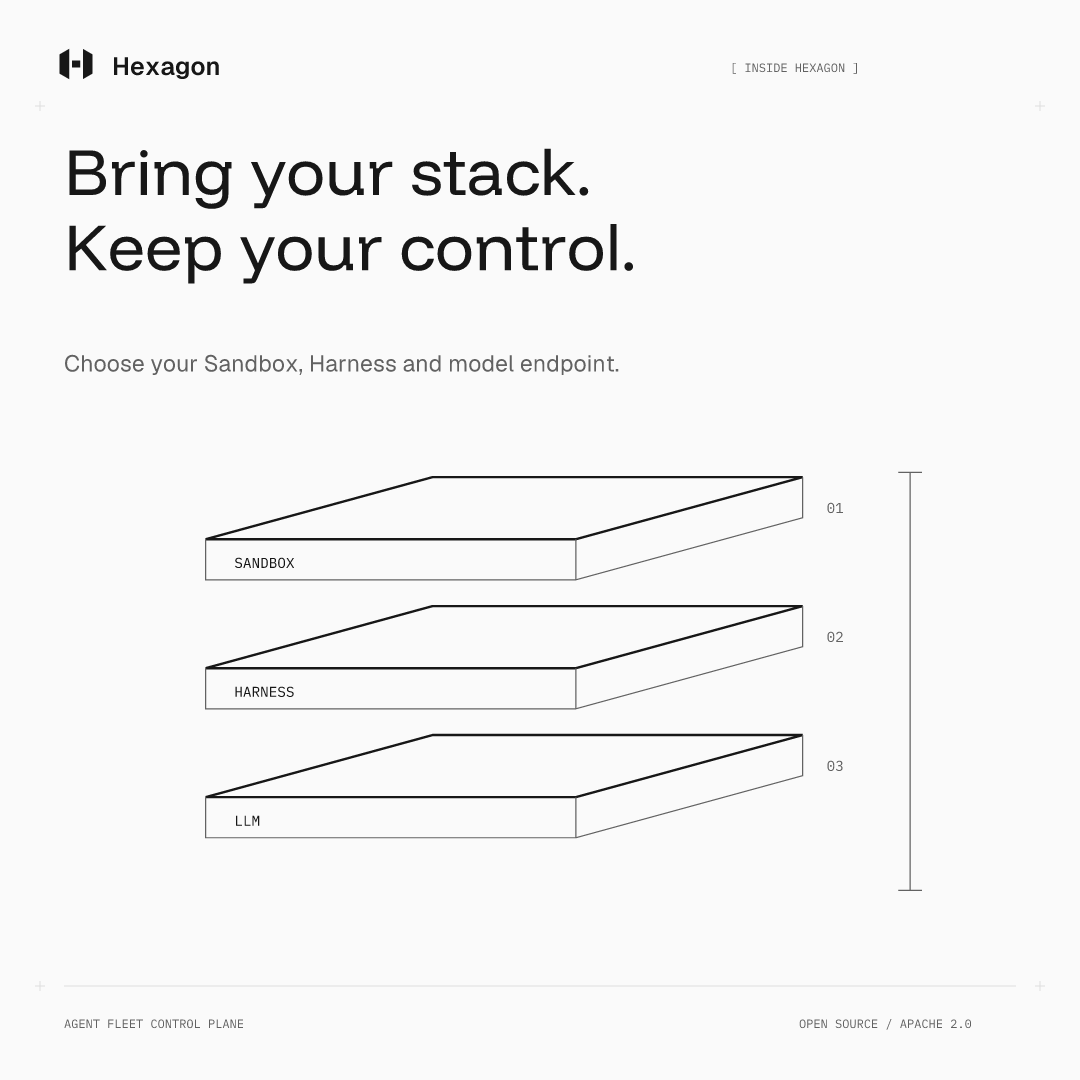 Hexagon
[ INSIDE HEXAGON ]
Bring your stack.
Keep your control.
Choose your Sandbox, Harness and model endpoint.
01
SANDBOX
02
HARNESS
03
LLM
AGENT FLEET CONTROL PLANE
OPEN SOURCE / APACHE 2.0